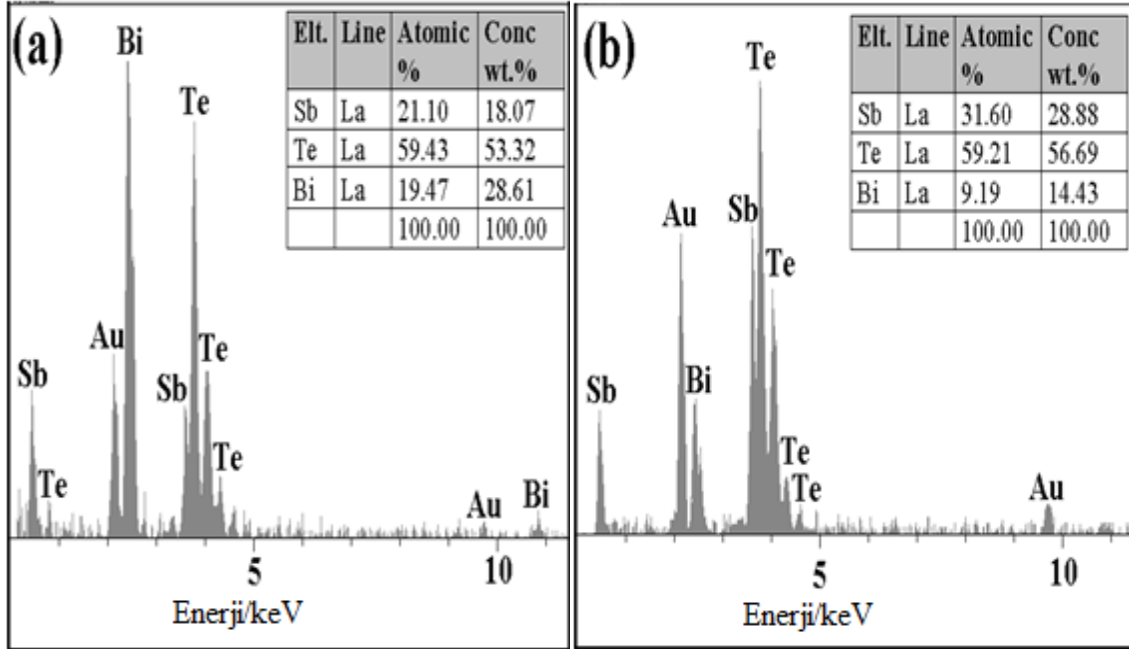 (a)
Elt. Line Atomic % Conc wt.%
Sb La 21.10 18.07
Te La 59.43 53.32
Bi La 19.47 28.61
100.00 100.00
Bi
Te
Au
Sb
Te
Sb
Te
Te
Au
Bi
5
10
Enerji/keV
(b)
Elt. Line Atomic % Conc wt.%
Sb La 31.60 28.88
Te La 59.21 56.69
Bi La 9.19 14.43
100.00 100.00
Te
Au
Sb
Te
Bi
Sb
Te
Te
Au
5
10
Enerji/keV